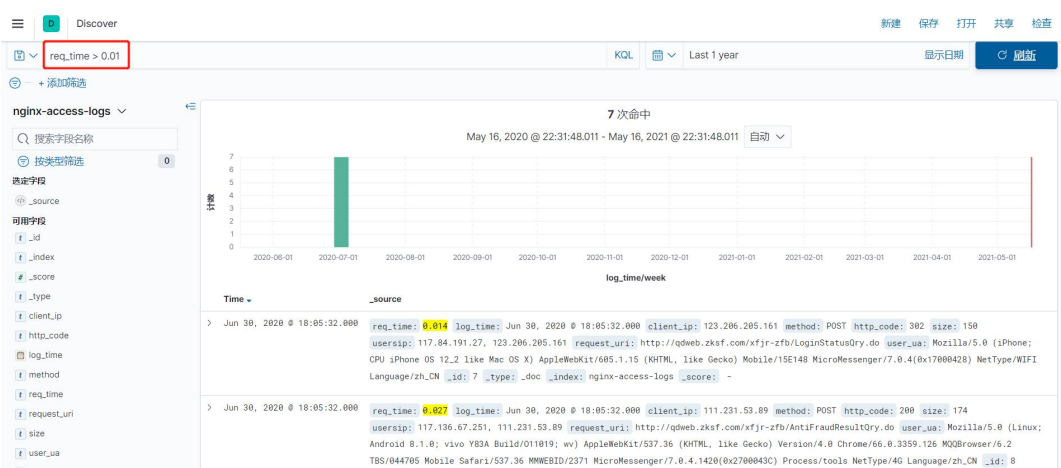 D Discover 新建 保存 打开 共享 检查
req_time > 0.01 KQL Last 1 year 显示日期 刷新
+ 添加筛选
nginx-access-logs
搜索字段名称
按类型筛选 0
选定字段
_source
可用字段
t _id
t _index
# _score
t _type
t client_ip
t http_code
log_time
t method
t req_time
t request_uri
t size
t user_ua
7 次命中
May 16, 2020 @ 22:31:48.011 - May 16, 2021 @ 22:31:48.011 自动
计数
7
6
5
4
3
2
1
0
2020-06-01 2020-07-01 2020-08-01 2020-09-01 2020-10-01 2020-11-01 2020-12-01 2021-01-01 2021-02-01 2021-03-01 2021-04-01 2021-05-01
log_time/week
Time _source
Jun 30, 2020 @ 18:05:32.000 req_time: 0.014 log_time: Jun 30, 2020 @ 18:05:32.000 client_ip: 123.206.205.161 method: POST http_code: 302 size: 150
usersip: 117.84.191.27, 123.206.205.161 request_uri: http://qdweb.zksf.com/xfjr-zfb/LoginStatusQry.do user_ua: Mozilla/5.0 (iPhone;
CPU iPhone OS 12_2 like Mac OS X) AppleWebKit/605.1.15 (KHTML, like Gecko) Mobile/15E148 MicroMessenger/7.0.4(0x17000428) NetType/WIFI
Language/zh_CN _id: 7 _type: _doc _index: nginx-access-logs _score: -
Jun 30, 2020 @ 18:05:32.000 req_time: 0.027 log_time: Jun 30, 2020 @ 18:05:32.000 client_ip: 111.231.53.89 method: POST http_code: 200 size: 174
usersip: 117.136.67.251, 111.231.53.89 request_uri: http://qdweb.zksf.com/xfjr-zfb/AntiFraudResultQry.do user_ua: Mozilla/5.0 (Linux;
Android 8.1.0; vivo Y83A Build/O11019; wv) AppleWebKit/537.36 (KHTML, like Gecko) Version/4.0 Chrome/66.0.3359.126 MQQBrowser/6.2
TBS/044705 Mobile Safari/537.36 MMWEBID/2371 MicroMessenger/7.0.4.1420(0x2700043C) Process/tools NetType/4G Language/zh_CN _id: 8